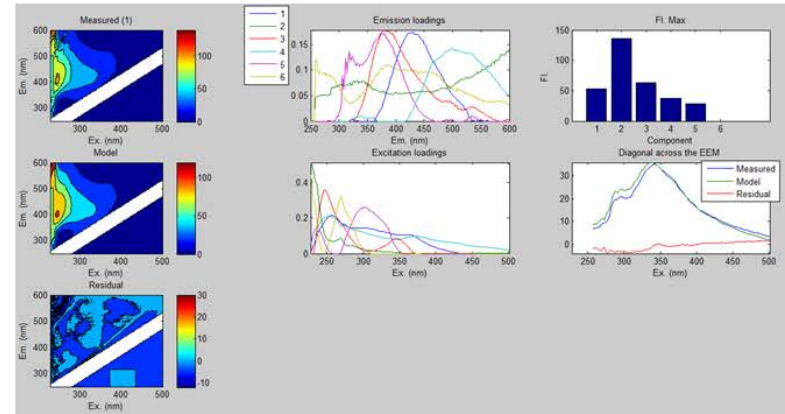 Measured (1)
600
500
400
300
Em. (nm)
300 400 500
Ex. (nm)
100
50
0
1
2
3
4
5
6
Emission loadings
0.15
0.1
0.05
0
250 300 350 400 450 500 550 600
Em. (nm)
Fl. Max
150
100
50
0
Fl.
1 2 3 4 5 6
Component
Model
600
500
400
300
Em. (nm)
300 400 500
Ex. (nm)
100
50
0
Excitation loadings
0.6
0.4
0.2
0
250 300 350 400 450 500
Ex. (nm)
Diagonal across the EEM
30
20
10
0
Measured
Model
Residual
250 300 350 400 450 500
Ex. (nm)
Residual
600
500
400
300
Em. (nm)
300 400 500
Ex. (nm)
30
20
10
0
-10